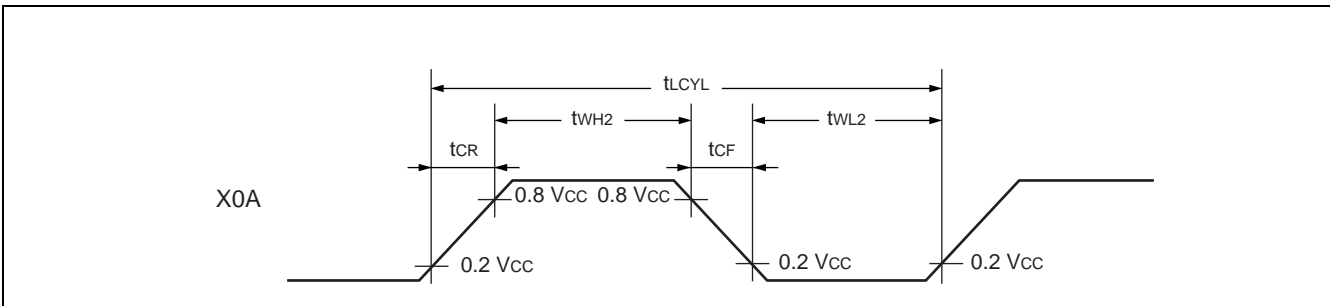 tLCYL
tWH2
tWL2
tCR
tCF
X0A
0.8 VCC 0.8 VCC
0.2 VCC
0.2 VCC
0.2 VCC